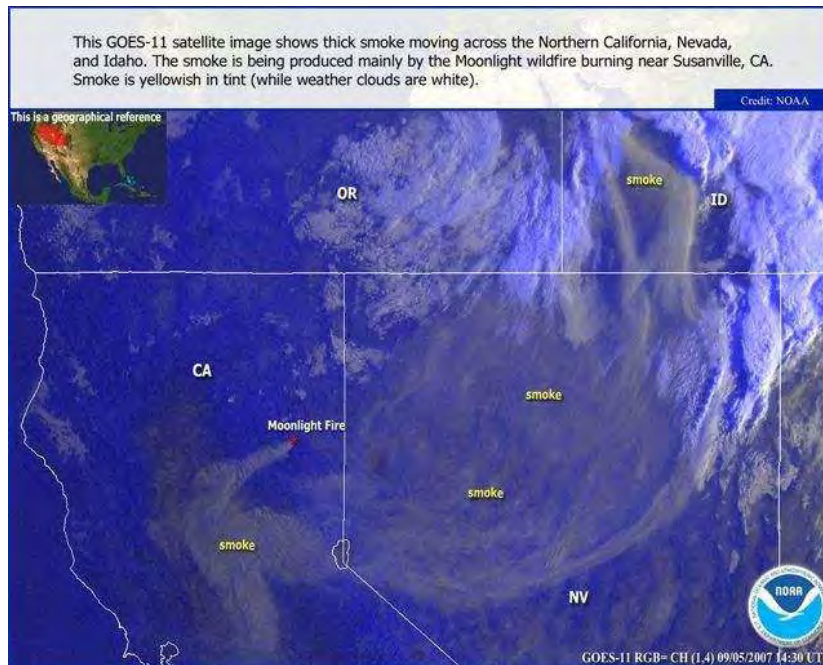 This GOES-11 satellite image shows thick smoke moving across the Northern California, Nevada,
and Idaho. The smoke is being produced mainly by the Moonlight wildfire burning near Susanville, CA.
Smoke is yellowish in tint (while weather clouds are white).
Credit: NOAA
This is a geographical reference
smoke
OR
ID
CA
smoke
Moonlight Fire
smoke
smoke
NV
NOAA
GOES-11 RGB= CH (1,4) 09/05/2007 14:30 UT